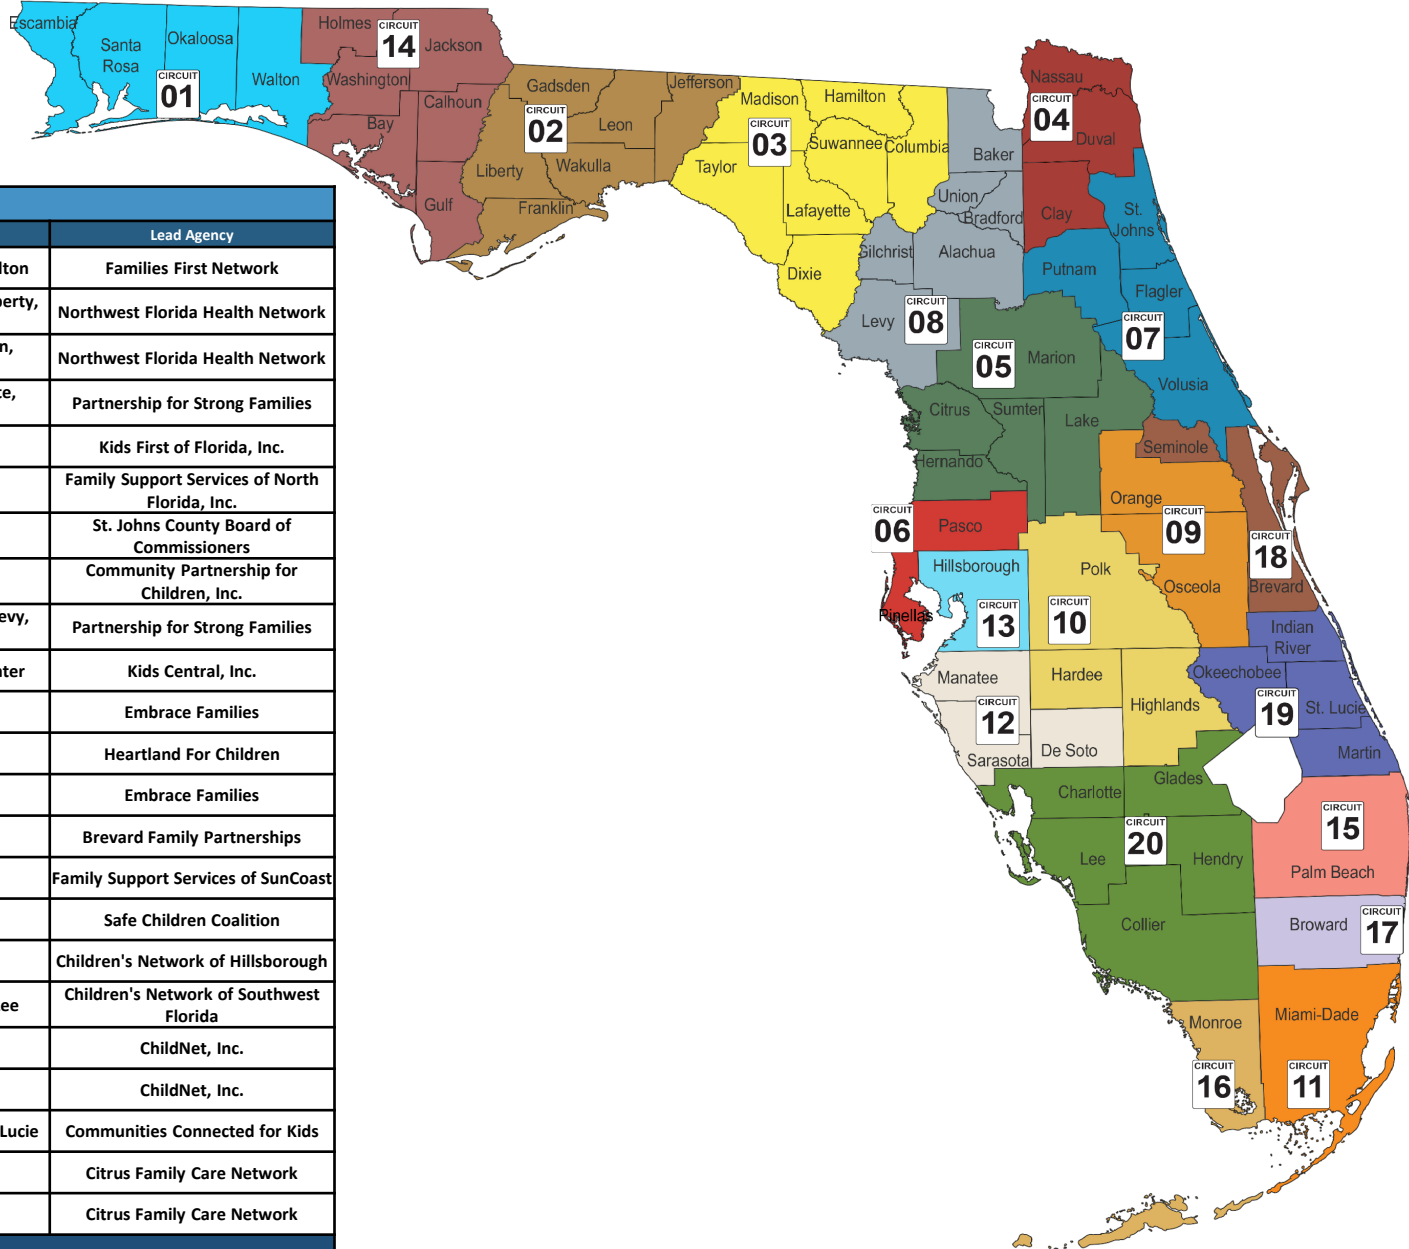 Escambia
Santa
Rosa
Okaloosa
Walton
CIRCUIT
01
Holmes
CIRCUIT
14
Jackson
Washington
Calhoun
Bay
Gulf
Gadsden
CIRCUIT
02
Leon
Jefferson
Liberty
Wakulla
Franklin
Madison
Hamilton
CIRCUIT
03
Suwannee
Columbia
Taylor
Lafayette
Dixie
Nassau
CIRCUIT
04
Duval
Clay
Baker
Union
Bradford
Gilchrist
Alachua
Levy
CIRCUIT
08
St.
Johns
Putnam
Flagler
CIRCUIT
07
Volusia
CIRCUIT
05
Marion
Citrus
Sumter
Lake
Hernando
Seminole
Orange
CIRCUIT
09
Osceola
CIRCUIT
18
Brevard
CIRCUIT
06
Pasco
Pinellas
Hillsborough
CIRCUIT
13
Polk
CIRCUIT
10
Hardee
Highlands
Manatee
CIRCUIT
12
Sarasota
De Soto
Indian
River
Okeechobee
CIRCUIT
19
St. Lucie
Martin
Charlotte
Glades
CIRCUIT
20
Lee
Hendry
Collier
CIRCUIT
15
Palm Beach
Broward
CIRCUIT
17
Monroe
CIRCUIT
16
Miami-Dade
CIRCUIT
11
Lead Agency
lton
Families First Network
berty,
Northwest Florida Health Network
n,
Northwest Florida Health Network
te,
Partnership for Strong Families
Kids First of Florida, Inc.
Family Support Services of North
Florida, Inc.
St. Johns County Board of
Commissioners
Community Partnership for
Children, Inc.
evy,
Partnership for Strong Families
nter
Kids Central, Inc.
Embrace Families
Heartland For Children
Embrace Families
Brevard Family Partnerships
Family Support Services of SunCoast
Safe Children Coalition
Children's Network of Hillsborough
ee
Children's Network of Southwest
Florida
ChildNet, Inc.
ChildNet, Inc.
Lucie
Communities Connected for Kids
Citrus Family Care Network
Citrus Family Care Network